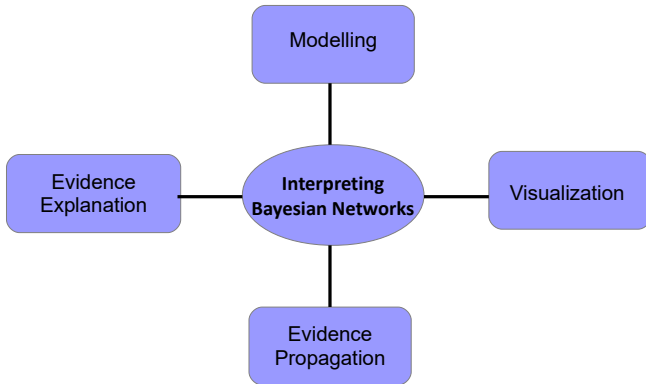 Modelling
Evidence
Explanation
Interpreting
Bayesian Networks
Visualization
Evidence
Propagation